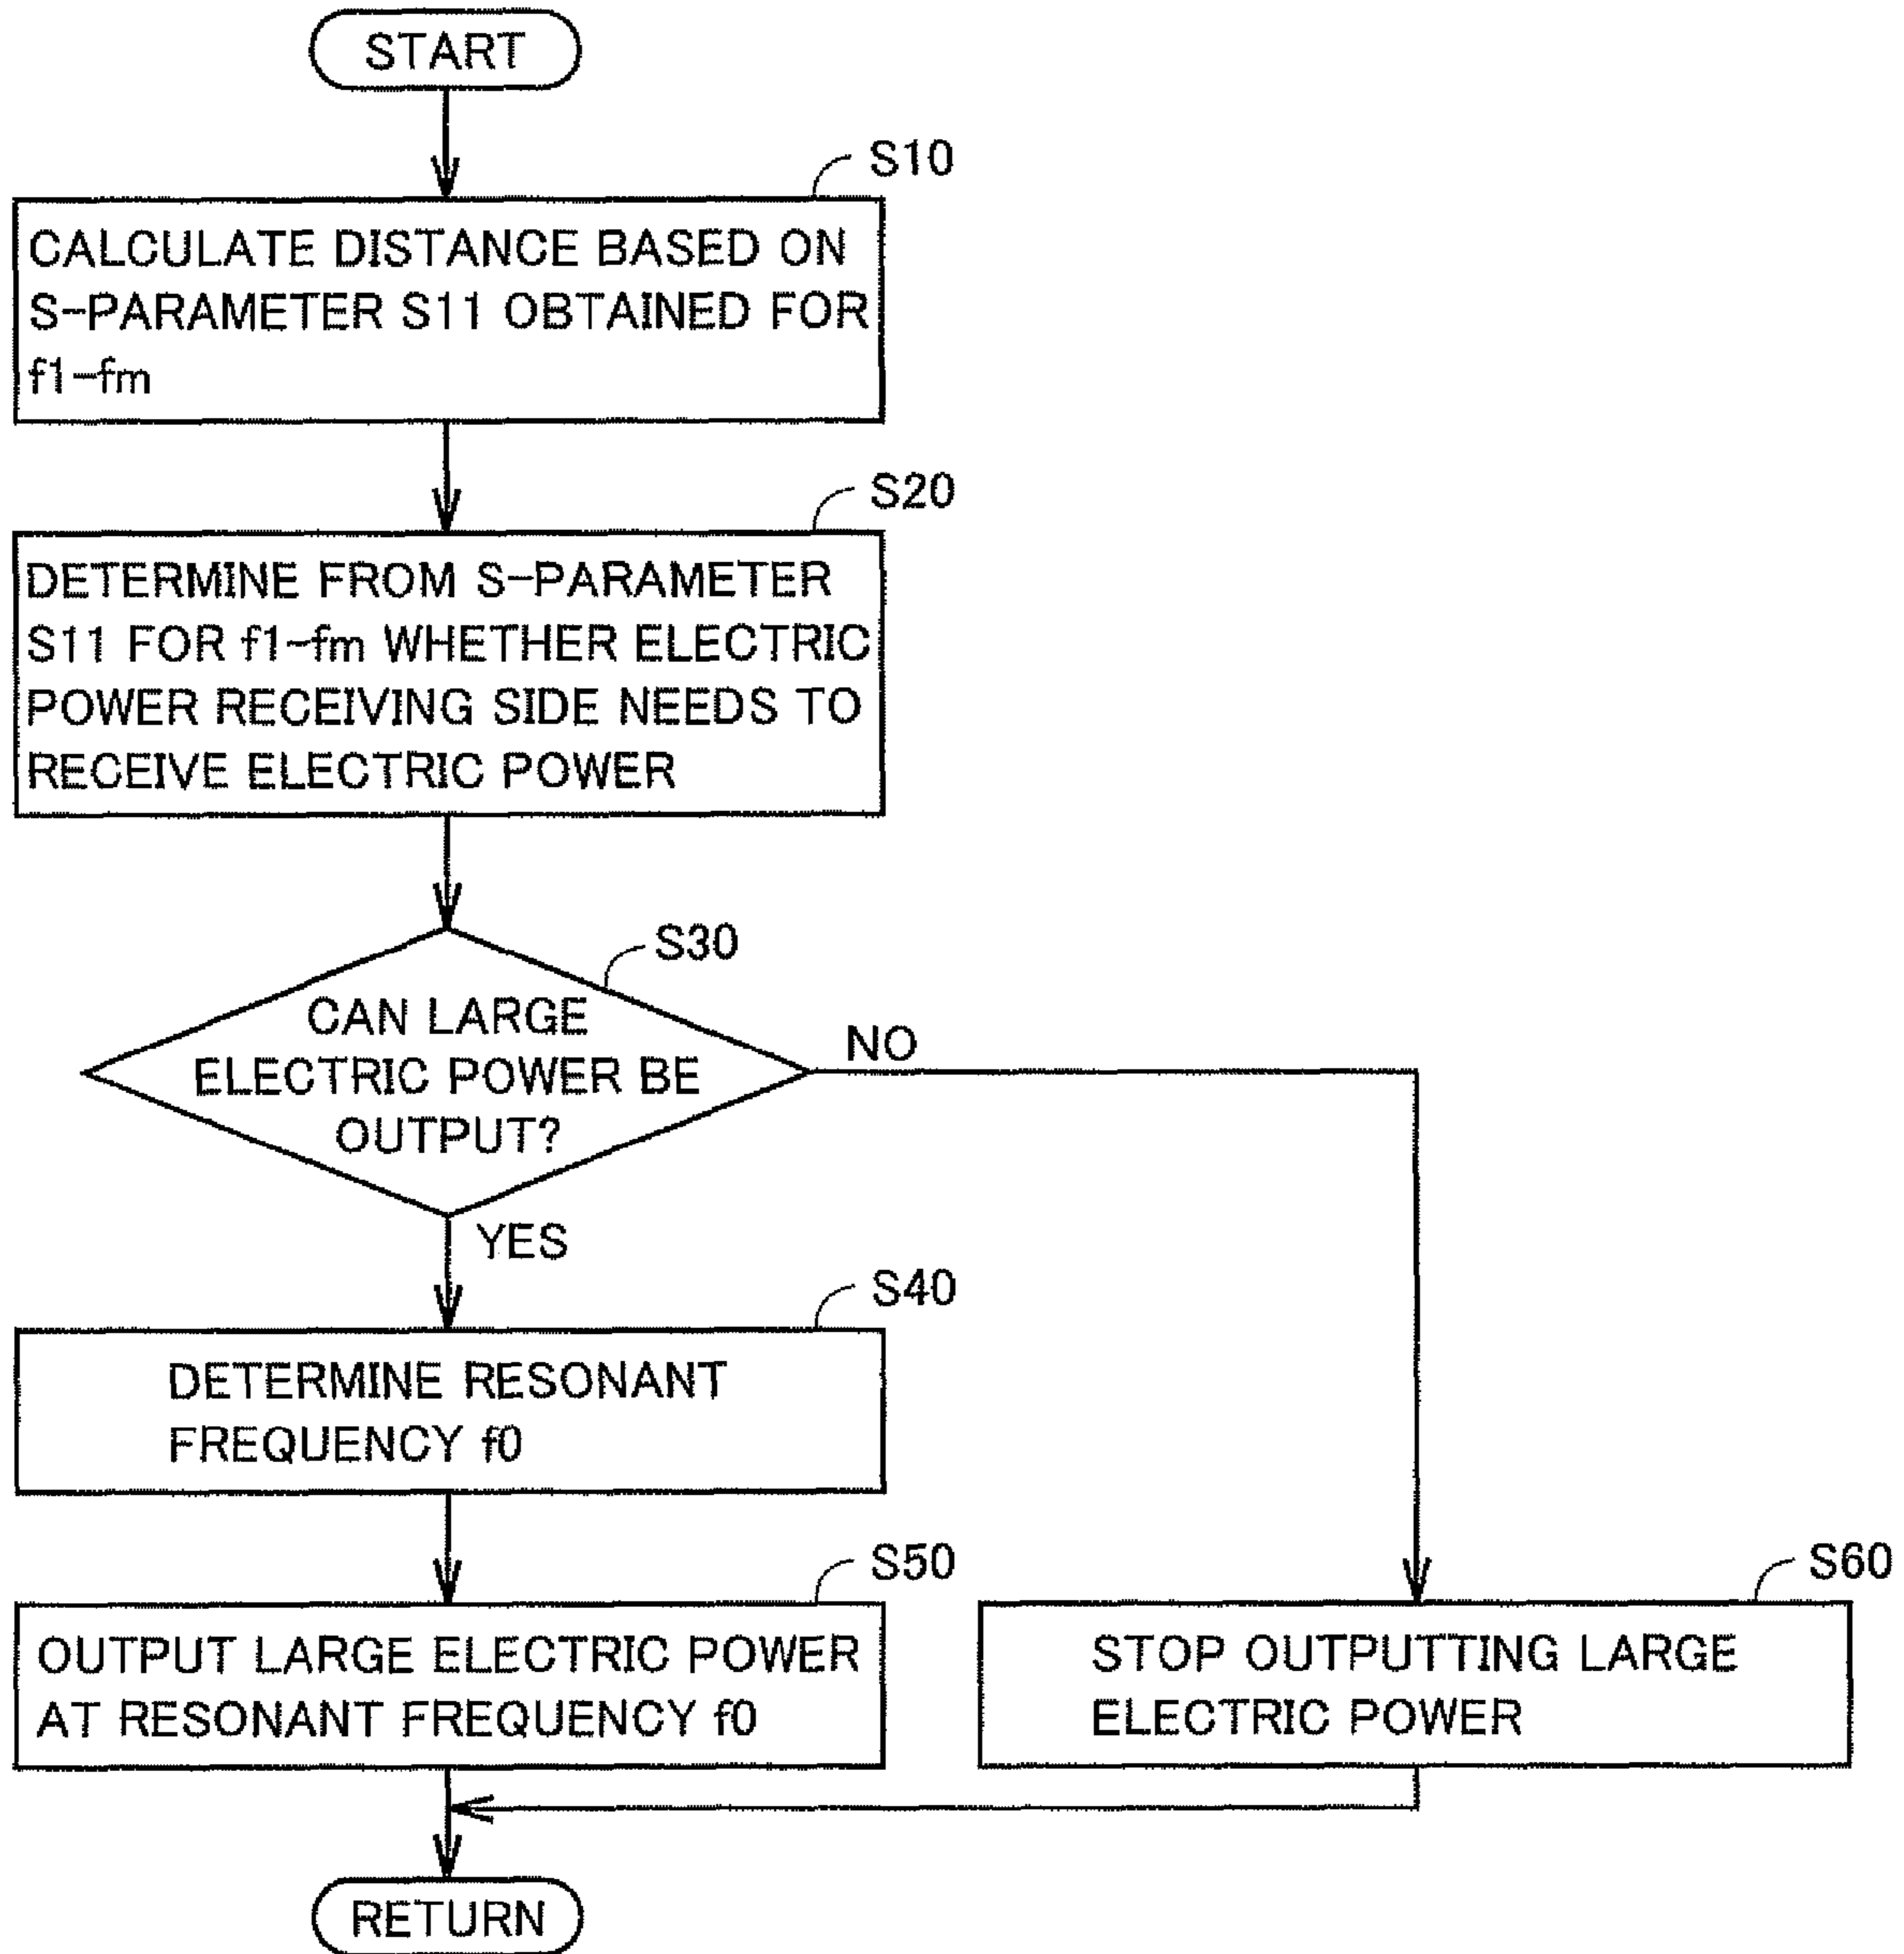 START
S10
CALCULATE DISTANCE BASED ON
S-PARAMETER S11 OBTAINED FOR
f1-fm
S20
DETERMINE FROM S-PARAMETER
S11 FOR f1-fm WHETHER ELECTRIC
POWER RECEIVING SIDE NEEDS TO
RECEIVE ELECTRIC POWER
S30
CAN LARGE
ELECTRIC POWER BE
OUTPUT?
NO
YES
S40
DETERMINE RESONANT
FREQUENCY f0
S50
OUTPUT LARGE ELECTRIC POWER
AT RESONANT FREQUENCY f0
S60
STOP OUTPUTTING LARGE
ELECTRIC POWER
RETURN